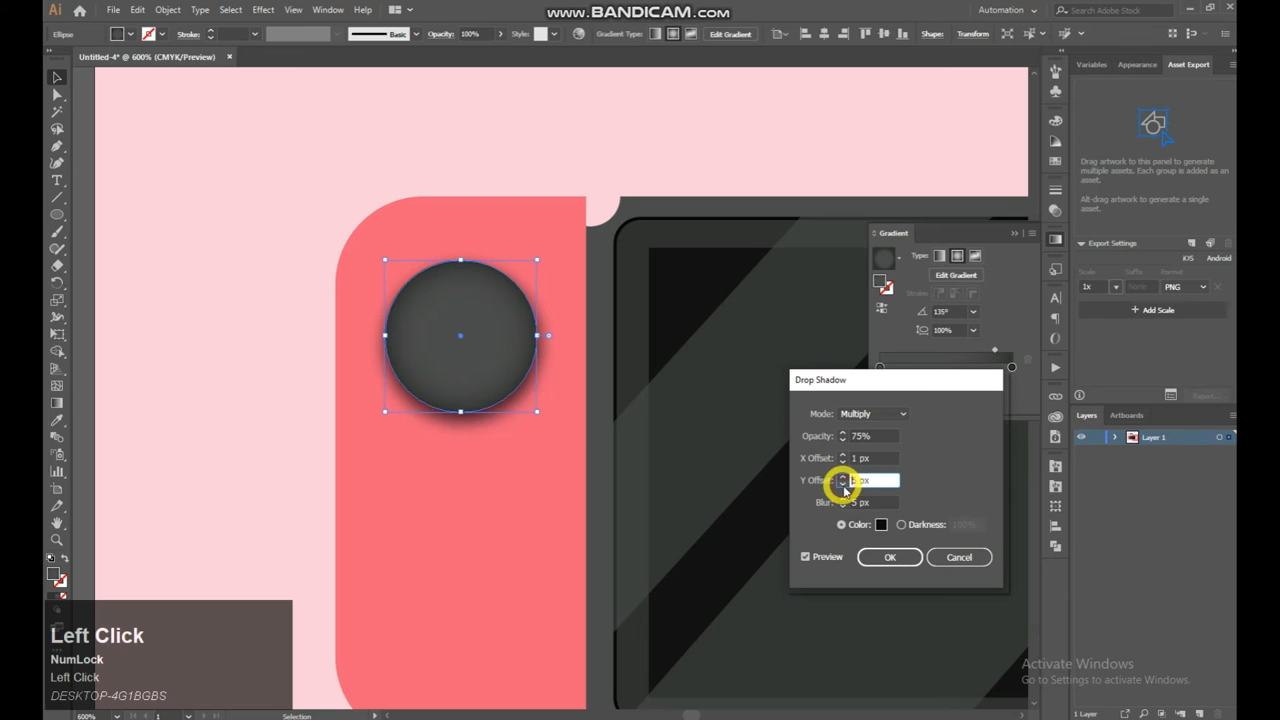 www.BANDICAM.com
Ai File Edit Object Type Select Effect View Window Help Automation Search Adobe Stock
Ellipse Stroke: Basic Opacity: 100% Style: Gradient Type: Edit Gradient Shape: Transform
Untitled-4* @ 600% (CMYK/Preview)
Variables Appearance Asset Export
Drag artwork to this panel to generate
multiple assets. Each group is added as an
asset.
Alt-drag artwork to generate a single
asset.
Export Settings
iOS Android
Scale: Suffix: Format:
1x None PNG
+ Add Scale
Export...
Layers Artboards
Layer 1
1 Layer
Gradient
Type:
Edit Gradient
Stroke:
135°
100%
Drop Shadow
Mode: Multiply
Opacity: 75%
X Offset: 1 px
Y Offset: px
Blur: 5 px
Color: Darkness: 100%
Preview OK Cancel
Left Click
NumLock
Left Click
DESKTOP-4G1BGBS
Activate Windows
Go to Settings to activate Windows.
600% 1 Selection